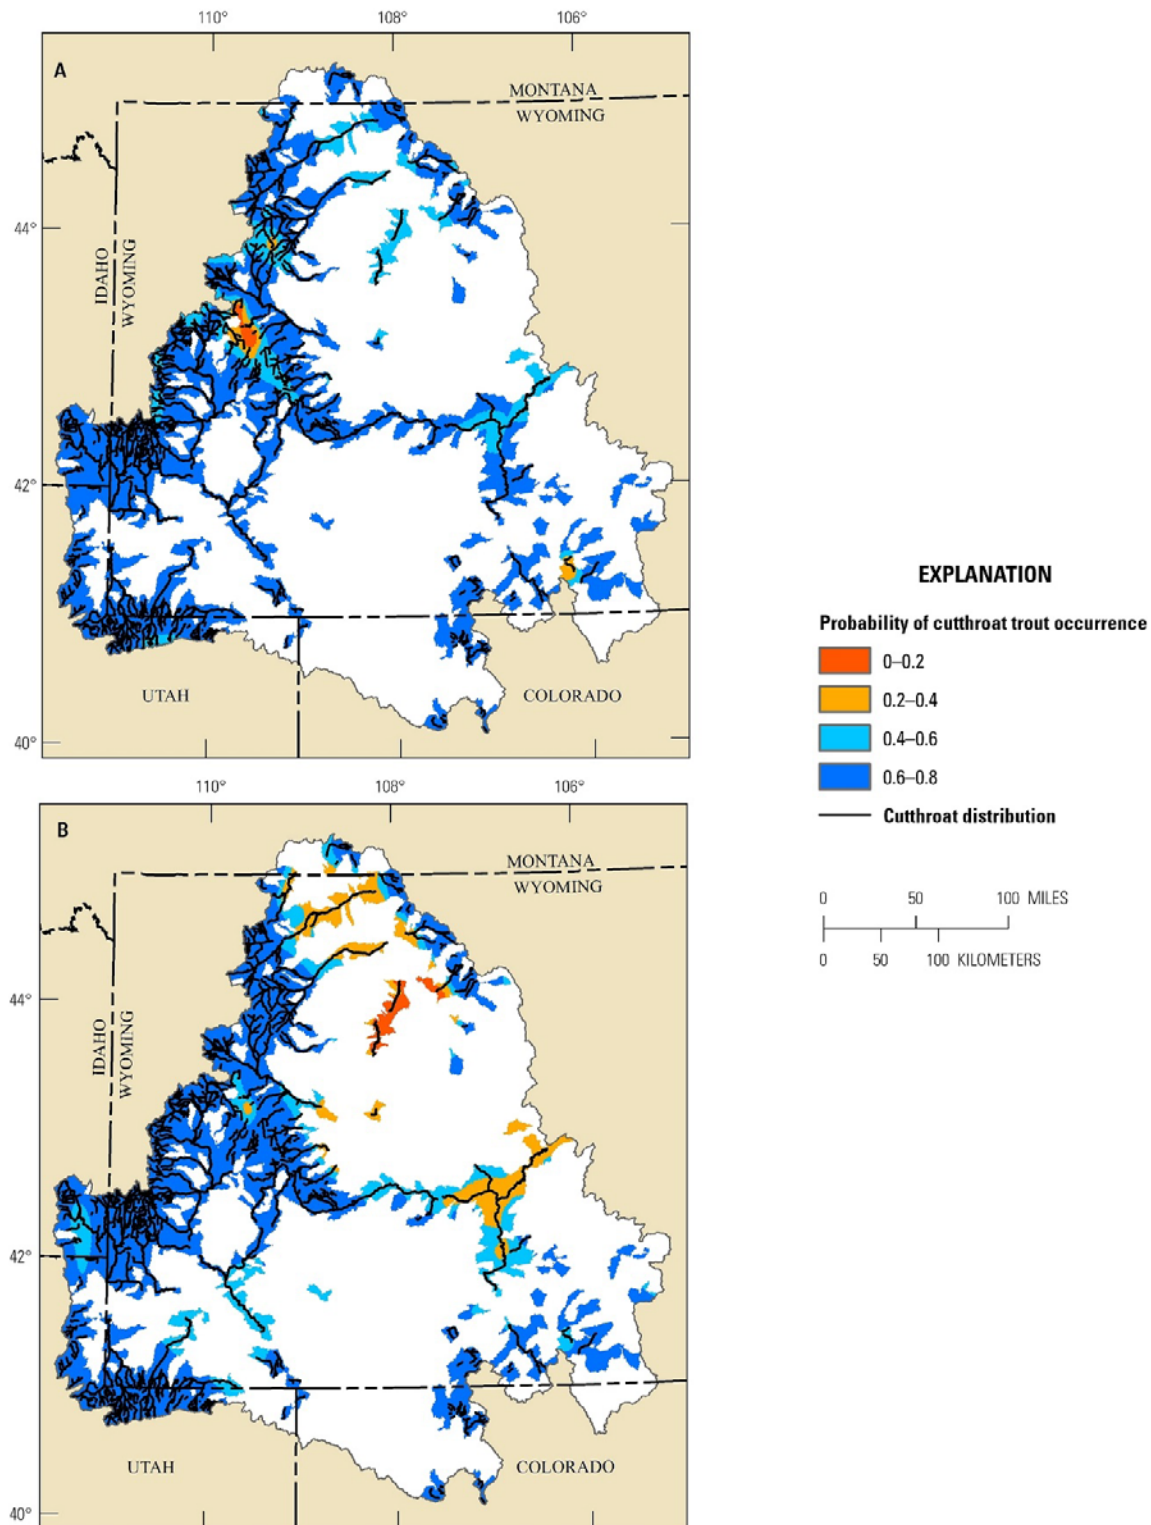 110° 108° 106°
A
MONTANA
WYOMING
44°
IDAHO
WYOMING
42°
UTAH
COLORADO
40°
EXPLANATION
Probability of cutthroat trout occurrence
0–0.2
0.2–0.4
0.4–0.6
0.6–0.8
Cutthroat distribution
0 50 100 MILES
0 50 100 KILOMETERS
110° 108° 106°
B
MONTANA
WYOMING
44°
IDAHO
WYOMING
42°
UTAH
COLORADO
40°